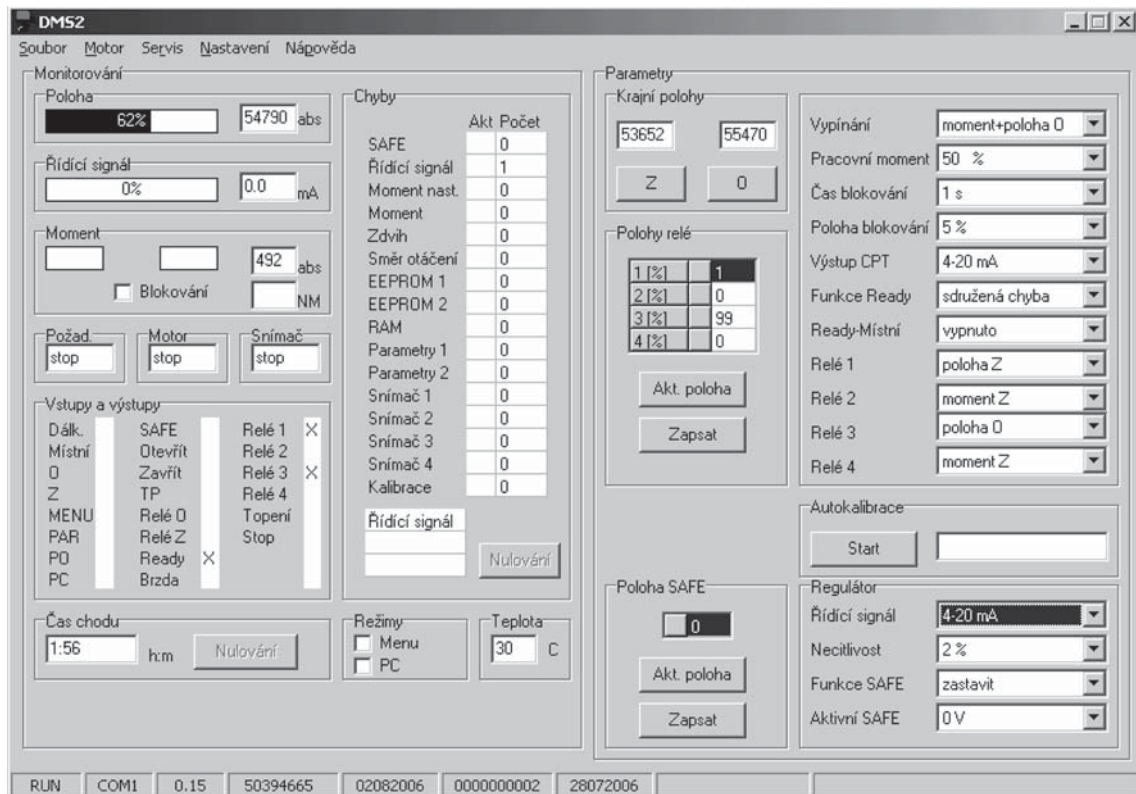 DMS2
Soubor Motor Servis Nastavení Nápověda
Monitorování
Poloha
62% 54790 abs
Řídící signál
0% 0.0 mA
Moment
492 abs
Blokování
NM
Požad. Motor Snímač
stop stop stop
Vstupy a výstupy
Dálk. SAFE Relé 1 X
Místní Otevřít Relé 2
O Zavřít Relé 3 X
Z TP Relé 4
MENU Relé O Topení
PAR Relé Z Stop
PO Ready X
PC Brzda
Čas chodu
1:56 h:m Nulování
Chyby
Akt Počet
SAFE 0
Řídící signál 1
Moment nast. 0
Moment 0
Zdvih 0
Směr otáčení 0
EEPROM 1 0
EEPROM 2 0
RAM 0
Parametry 1 0
Parametry 2 0
Snímač 1 0
Snímač 2 0
Snímač 3 0
Snímač 4 0
Kalibrace 0
Řídící signál
Nulování
Režimy
Menu
PC
Teplota
30 C
Parametry
Krajní polohy
53652 55470
Z O
Polohy relé
1 [%] 1
2 [%] 0
3 [%] 99
4 [%] 0
Akt. poloha
Zapsat
Poloha SAFE
0
Akt. poloha
Zapsat
Vypínání moment+poloha O
Pracovní moment 50 %
Čas blokování 1 s
Poloha blokování 5 %
Výstup CPT 4-20 mA
Funkce Ready sdružená chyba
Ready-Místní vypnuto
Relé 1 poloha Z
Relé 2 moment Z
Relé 3 poloha O
Relé 4 moment Z
Autokalibrace
Start
Regulátor
Řídící signál 4-20 mA
Necitlivost 2 %
Funkce SAFE zastavit
Aktivní SAFE 0 V
RUN COM1 0.15 50394665 02082006 0000000002 28072006